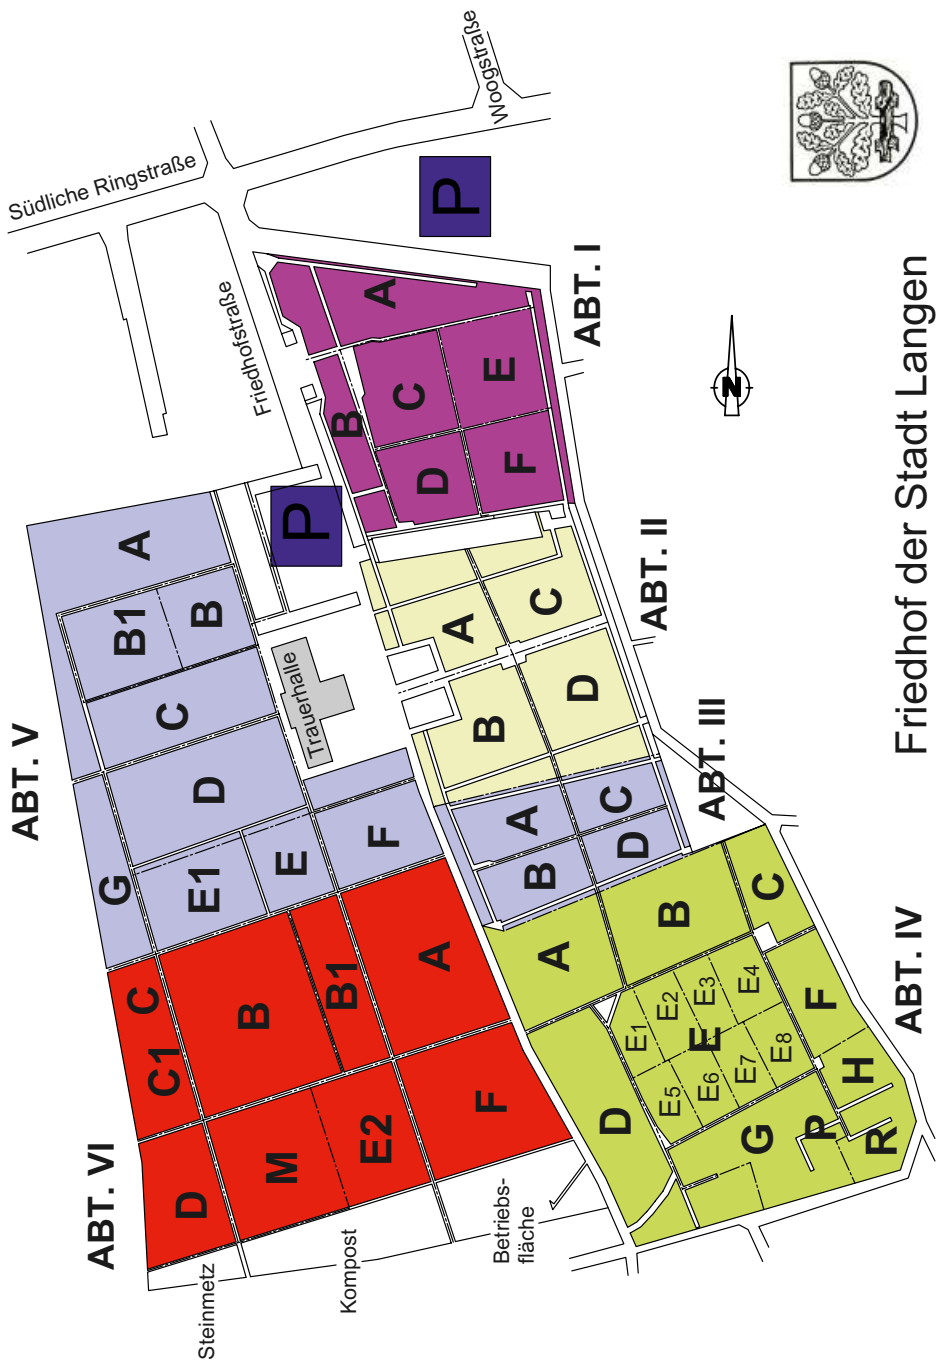 Südliche Ringstraße
Woogstraße
Friedhofstraße
P
P
ABT. I
A
B
C
D
E
F
ABT. II
A
B
C
D
ABT. III
A
B
C
D
ABT. IV
A
B
C
D
E
E1
E2
E3
E4
E5
E6
E7
E8
F
G
H
P
R
ABT. V
A
B1
B
C
D
E1
E
F
G
Trauerhalle
ABT. VI
A
B
B1
C
C1
D
M
E2
F
Steinmetz
Kompost
Betriebs-
fläche
N
Friedhof der Stadt Langen